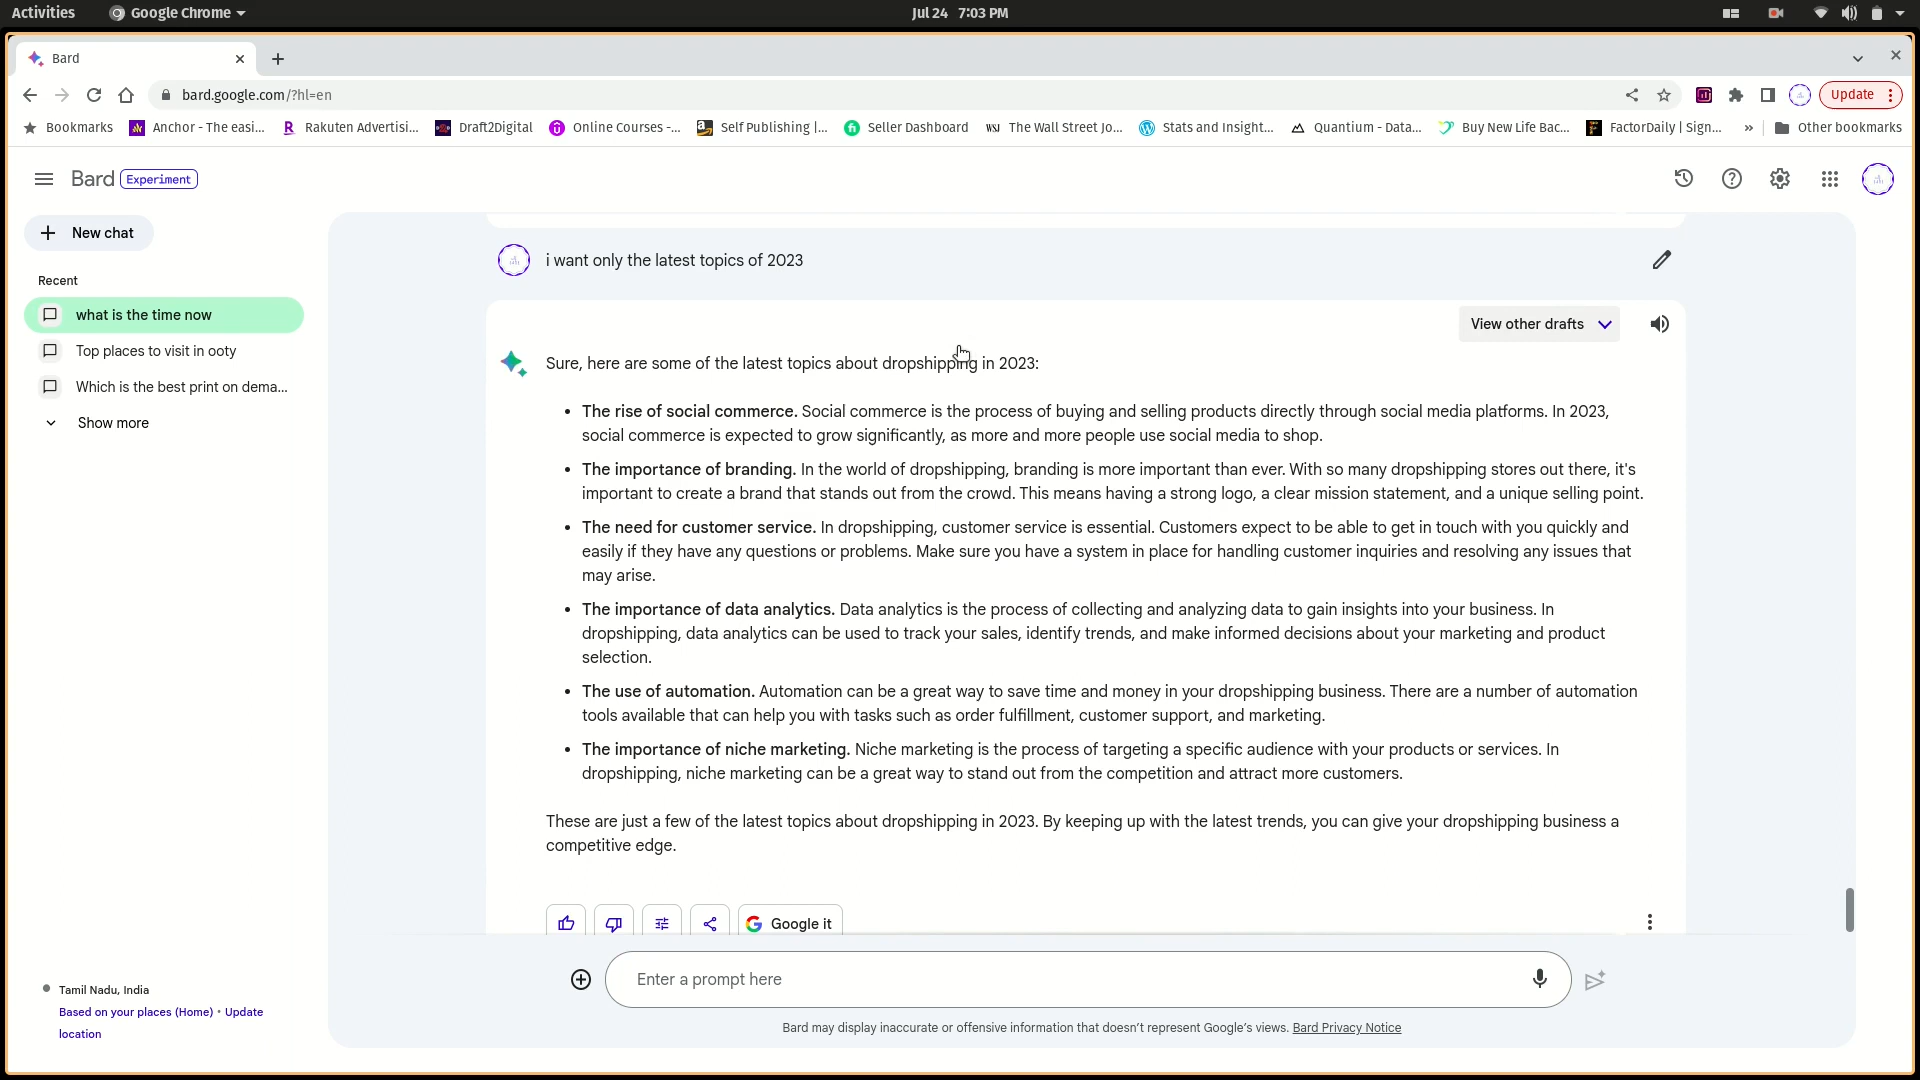 Activities
Google Chrome
Jul 24 7:03 PM
Bard
bard.google.com/?hl=en
Update
Bookmarks
Anchor - The easi...
Rakuten Advertisi...
Draft2Digital
Online Courses -...
Self Publishing |...
Seller Dashboard
The Wall Street Jo...
Stats and Insight...
Quantium - Data...
Buy New Life Bac...
FactorDaily | Sign...
»
Other bookmarks
Bard Experiment
New chat
Recent
what is the time now
Top places to visit in ooty
Which is the best print on dema...
Show more
Tamil Nadu, India
Based on your places (Home) • Update
location
i want only the latest topics of 2023
View other drafts
Sure, here are some of the latest topics about dropshipping in 2023:
• The rise of social commerce. Social commerce is the process of buying and selling products directly through social media platforms. In 2023,
social commerce is expected to grow significantly, as more and more people use social media to shop.
• The importance of branding. In the world of dropshipping, branding is more important than ever. With so many dropshipping stores out there, it's
important to create a brand that stands out from the crowd. This means having a strong logo, a clear mission statement, and a unique selling point.
• The need for customer service. In dropshipping, customer service is essential. Customers expect to be able to get in touch with you quickly and
easily if they have any questions or problems. Make sure you have a system in place for handling customer inquiries and resolving any issues that
may arise.
• The importance of data analytics. Data analytics is the process of collecting and analyzing data to gain insights into your business. In
dropshipping, data analytics can be used to track your sales, identify trends, and make informed decisions about your marketing and product
selection.
• The use of automation. Automation can be a great way to save time and money in your dropshipping business. There are a number of automation
tools available that can help you with tasks such as order fulfillment, customer support, and marketing.
• The importance of niche marketing. Niche marketing is the process of targeting a specific audience with your products or services. In
dropshipping, niche marketing can be a great way to stand out from the competition and attract more customers.
These are just a few of the latest topics about dropshipping in 2023. By keeping up with the latest trends, you can give your dropshipping business a
competitive edge.
Google it
Enter a prompt here
Bard may display inaccurate or offensive information that doesn't represent Google's views. Bard Privacy Notice